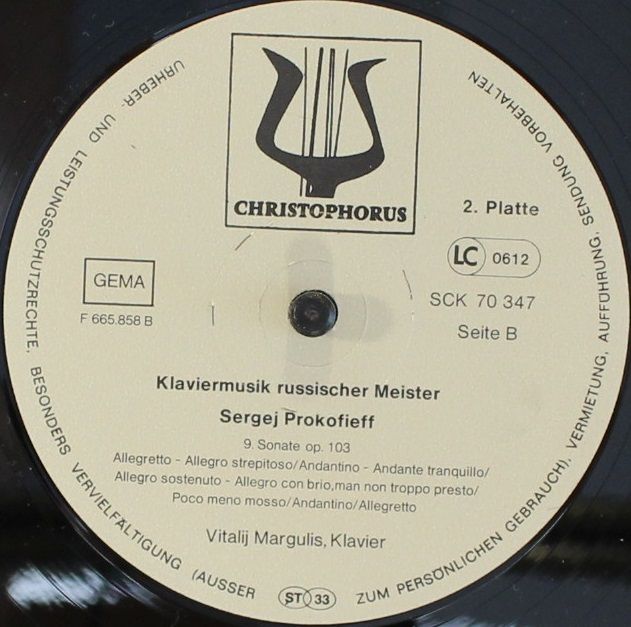 CHRISTOPHORUS
2. Platte
LC 0612
GEMA
SCK 70 347
F 665.858 B
Seite B
Klaviermusik russischer Meister
Sergej Prokofieff
9. Sonate op. 103
Allegretto - Allegro strepitoso/Andantino - Andante tranquillo/
Allegro sostenuto - Allegro con brio,man non troppo presto/
Poco meno mosso/Andantino/Allegretto
Vitalij Margulis, Klavier
ST 33
URHEBER- UND LEISTUNGSSCHUTZRECHTE, BESONDERS VERVIELFÄLTIGUNG (AUSSER ZUM PERSÖNLICHEN GEBRAUCH), VERMIETUNG, AUFFÜHRUNG, SENDUNG VORBEHALTEN